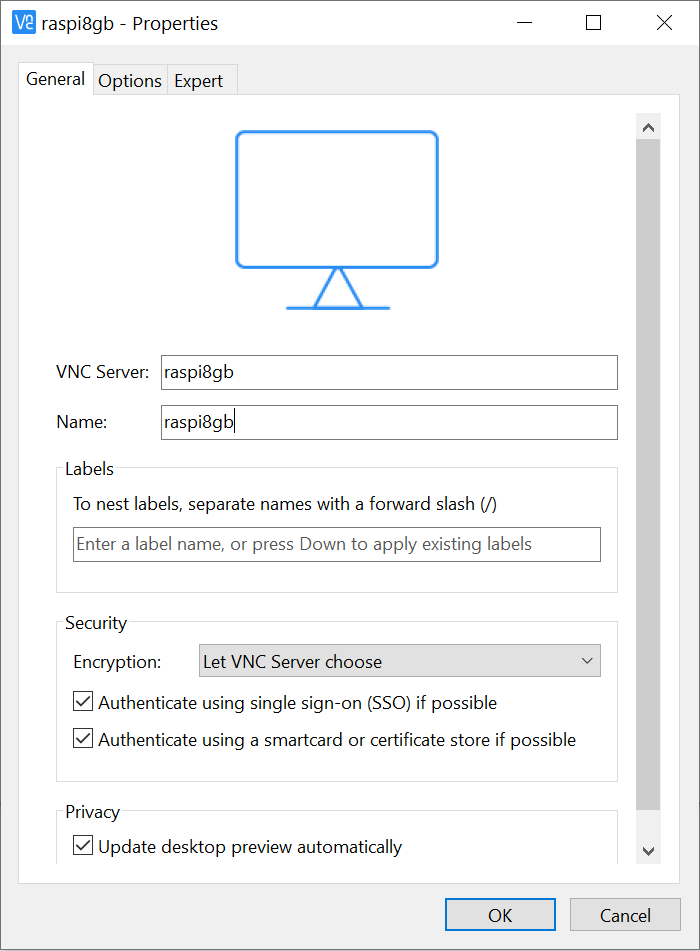 raspi8gb - Properties
General Options Expert
VNC Server: raspi8gb
Name: raspi8gb
Labels
To nest labels, separate names with a forward slash (/)
Enter a label name, or press Down to apply existing labels
Security
Encryption: Let VNC Server choose
Authenticate using single sign-on (SSO) if possible
Authenticate using a smartcard or certificate store if possible
Privacy
Update desktop preview automatically
OK Cancel